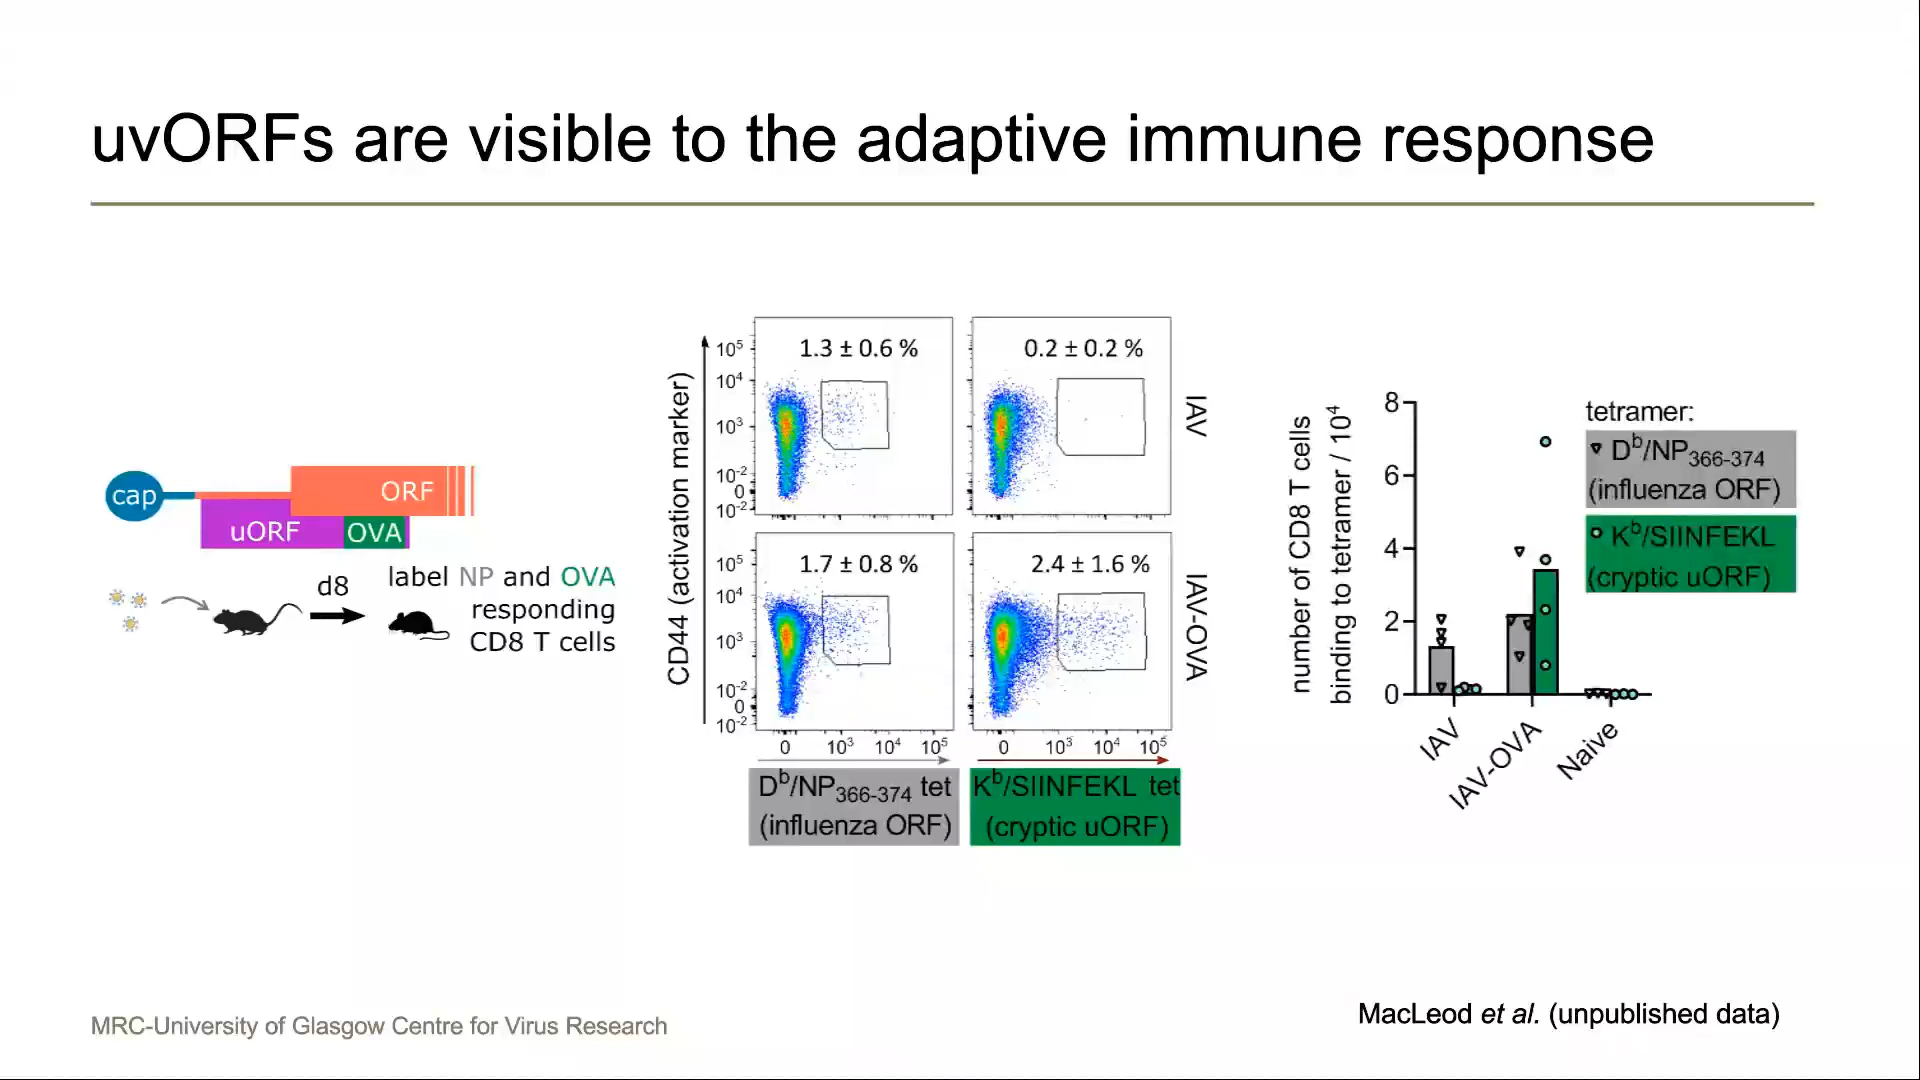 uvORFs are visible to the adaptive immune response
cap
ORF
uORF
OVA
d8
label NP and OVA
responding
CD8 T cells
CD44 (activation marker)
10⁵
10⁴
10³
10⁻²
0
10⁻²
1.3 ± 0.6 %
0.2 ± 0.2 %
IAV
10⁵
10⁴
10³
10⁻²
0
10⁻²
1.7 ± 0.8 %
2.4 ± 1.6 %
IAV-OVA
0 10³ 10⁴ 10⁵
0 10³ 10⁴ 10⁵
Dᵇ/NP₃₆₆₋₃₇₄ tet
(influenza ORF)
Kᵇ/SIINFEKL tet
(cryptic uORF)
number of CD8 T cells
binding to tetramer / 10⁴
8
6
4
2
0
IAV
IAV-OVA
Naive
tetramer:
Dᵇ/NP₃₆₆₋₃₇₄
(influenza ORF)
Kᵇ/SIINFEKL
(cryptic uORF)
MRC-University of Glasgow Centre for Virus Research
MacLeod et al. (unpublished data)